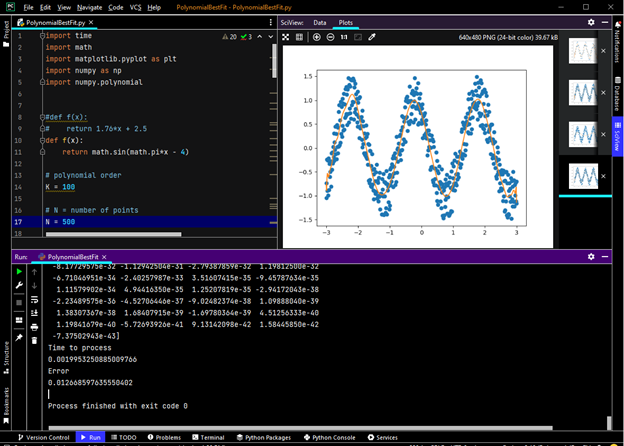 PC File Edit View Navigate Code VCS Help PolynomialBestFit - PolynomialBestFit.py
PolynomialBestFit.py
SciView: Data Plots
Project
1 import time
20 3
2 import math
3 import matplotlib.pyplot as plt
4 import numpy as np
5 import numpy.polynomial
6
7
8 #def f(x):
9 #    return 1.76*x + 2.5
10 def f(x):
11 return math.sin(math.pi*x - 4)
12
13 # polynomial order
14 K = 100
15
16 # N = number of points
17 N = 500
18
1:1
640x480 PNG (24-bit color) 39.67 kB
1.5
1.0
0.5
0.0
-0.5
-1.0
-1.5
-3 -2 -1 0 1 2 3
Notifications
Database
SciView
Run: PolynomialBestFit
-8.17729575e-32 -1.12942504e-31 -2.79387859e-32 1.19812500e-32
-6.71046951e-34 -2.40257987e-33 3.51607415e-35 -9.45787634e-35
1.11579902e-34 4.94416350e-35 1.25207819e-35 -2.94172043e-38
-2.23489575e-36 -4.52706446e-37 -9.02482374e-38 1.09888040e-39
1.38307367e-38 1.68407915e-39 -1.69780364e-39 4.51256333e-40
1.19841679e-40 -5.72693926e-41 9.13142098e-42 1.58445850e-42
-7.37502943e-43]
Time to process
0.0019953250885009766
Error
0.012668597635550402
Process finished with exit code 0
Structure
Bookmarks
Version Control Run TODO Problems Terminal Python Packages Python Console Services